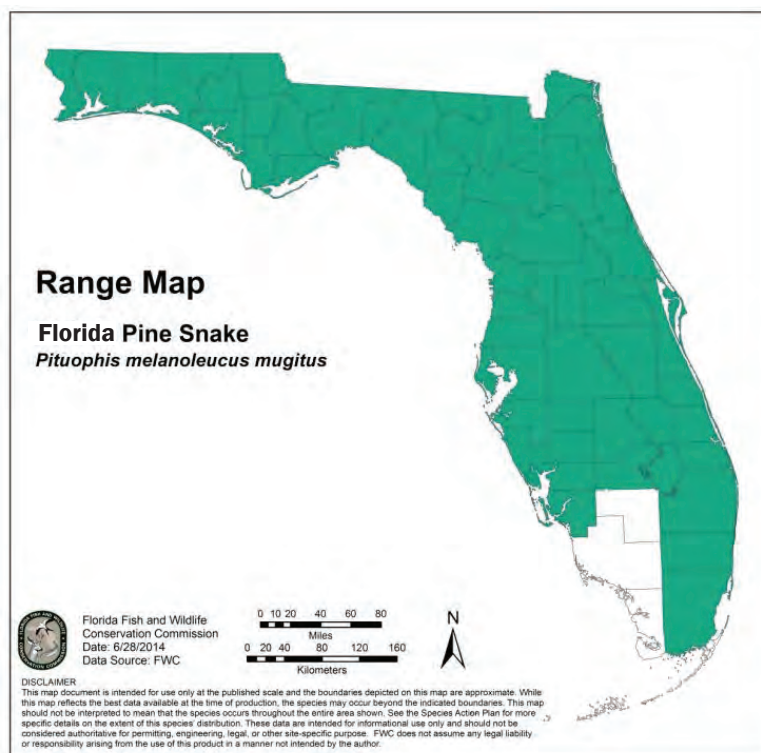 Range Map
Florida Pine Snake
Pituophis melanoleucus mugitus
Florida Fish and Wildlife
Conservation Commission
Date: 6/28/2014
Data Source: FWC
0 10 20 40 60 80
Miles
0 20 40 80 120 160
Kilometers
N
DISCLAIMER
This map document is intended for use only at the published scale and the boundaries depicted on this map are approximate. While
this map reflects the best data available at the time of production, the species may occur beyond the indicated boundaries. This map
should not be interpreted to mean that the species occurs throughout the entire area shown. See the Species Action Plan for more
specific details on the extent of this species' distribution. These data are intended for informational use only and should not be
considered authoritative for permitting, engineering, legal, or other site-specific purpose. FWC does not assume any legal liability
or responsibility arising from the use of this product in a manner not intended by the author.